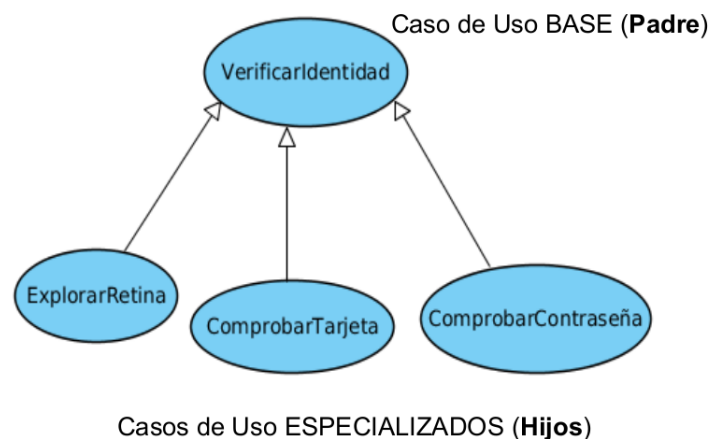 Caso de Uso BASE (Padre)
VerificarIdentidad
ExplorarRetina
ComprobarTarjeta
ComprobarContraseña
Casos de Uso ESPECIALIZADOS (Hijos)